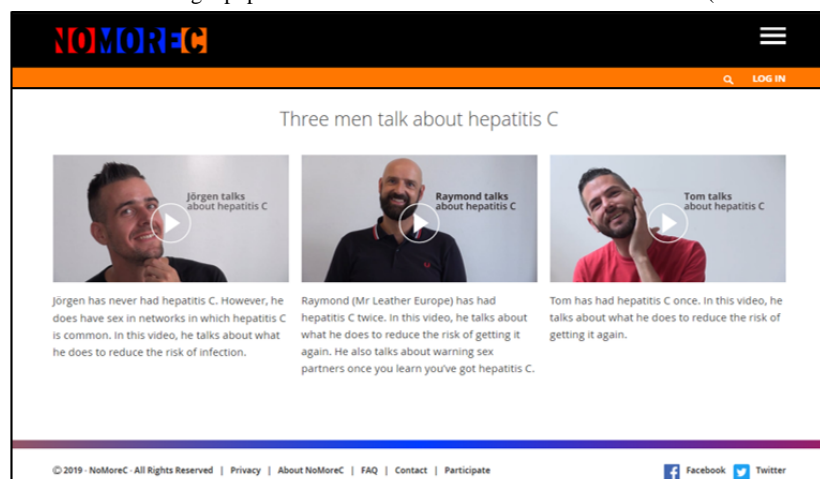 NOMOREC
LOG IN
Three men talk about hepatitis C
Jörgen talks
about hepatitis C
Raymond talks
about hepatitis C
Tom talks
about hepatitis C
Jörgen has never had hepatitis C. However, he
does have sex in networks in which hepatitis C
is common. In this video, he talks about what
he does to reduce the risk of infection.
Raymond (Mr Leather Europe) has had
hepatitis C twice. In this video, he talks about
what he does to reduce the risk of getting it
again. He also talks about warning sex
partners once you learn you've got hepatitis C.
Tom has had hepatitis C once. In this video, he
talks about what he does to reduce the risk of
getting it again.
© 2019 - NoMoreC - All Rights Reserved | Privacy | About NoMoreC | FAQ | Contact | Participate
Facebook Twitter